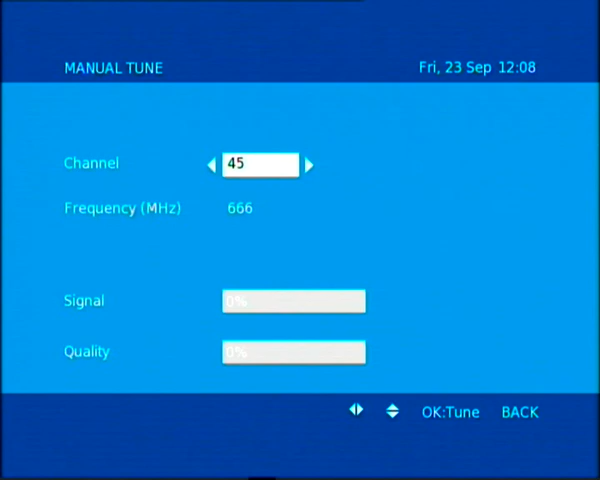 MANUAL TUNE Fri, 23 Sep 12:08
Channel 45
Frequency (MHz) 666
Signal 0%
Quality 0%
OK:Tune BACK